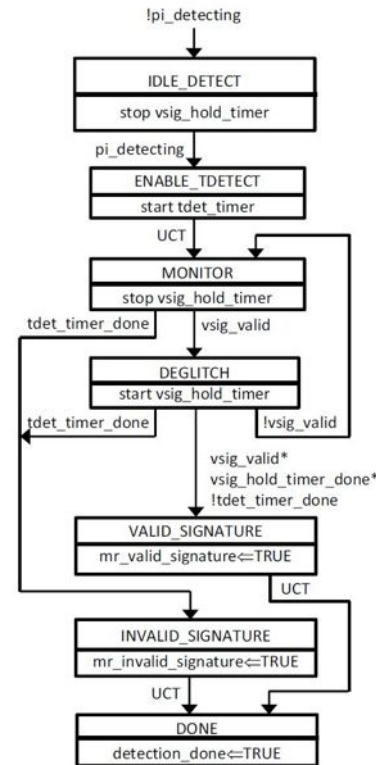 !pi_detecting
IDLE_DETECT
stop vsig_hold_timer
pi_detecting
ENABLE_TDETECT
start tdet_timer
UCT
MONITOR
stop vsig_hold_timer
tdet_timer_done
vsig_valid
DEGLITCH
start vsig_hold_timer
tdet_timer_done
!vsig_valid
vsig_valid*
vsig_hold_timer_done*
!tdet_timer_done
VALID_SIGNATURE
mr_valid_signature⇐TRUE
UCT
INVALID_SIGNATURE
mr_invalid_signature⇐TRUE
UCT
DONE
detection_done⇐TRUE